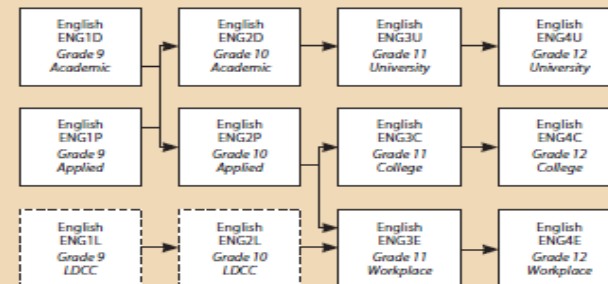 English
ENG1D
Grade 9
Academic
English
ENG2D
Grade 10
Academic
English
ENG3U
Grade 11
University
English
ENG4U
Grade 12
University
English
ENG1P
Grade 9
Applied
English
ENG2P
Grade 10
Applied
English
ENG3C
Grade 11
College
English
ENG4C
Grade 12
College
English
ENG1L
Grade 9
LDCC
English
ENG2L
Grade 10
LDCC
English
ENG3E
Grade 11
Workplace
English
ENG4E
Grade 12
Workplace